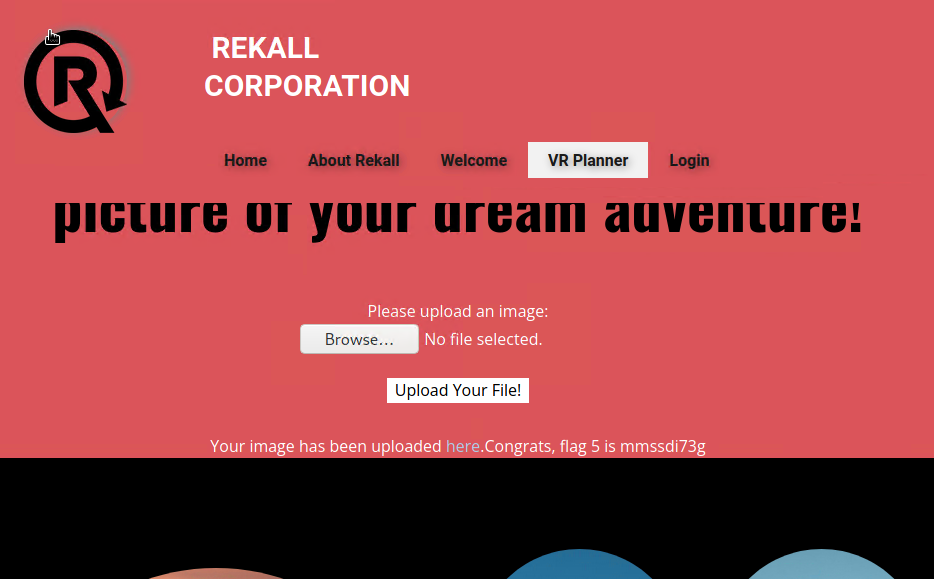 R
REKALL
CORPORATION
Home About Rekall Welcome VR Planner Login
picture of your dream adventure!
Please upload an image:
Browse... No file selected.
Upload Your File!
Your image has been uploaded here.Congrats, flag 5 is mmssdi73g